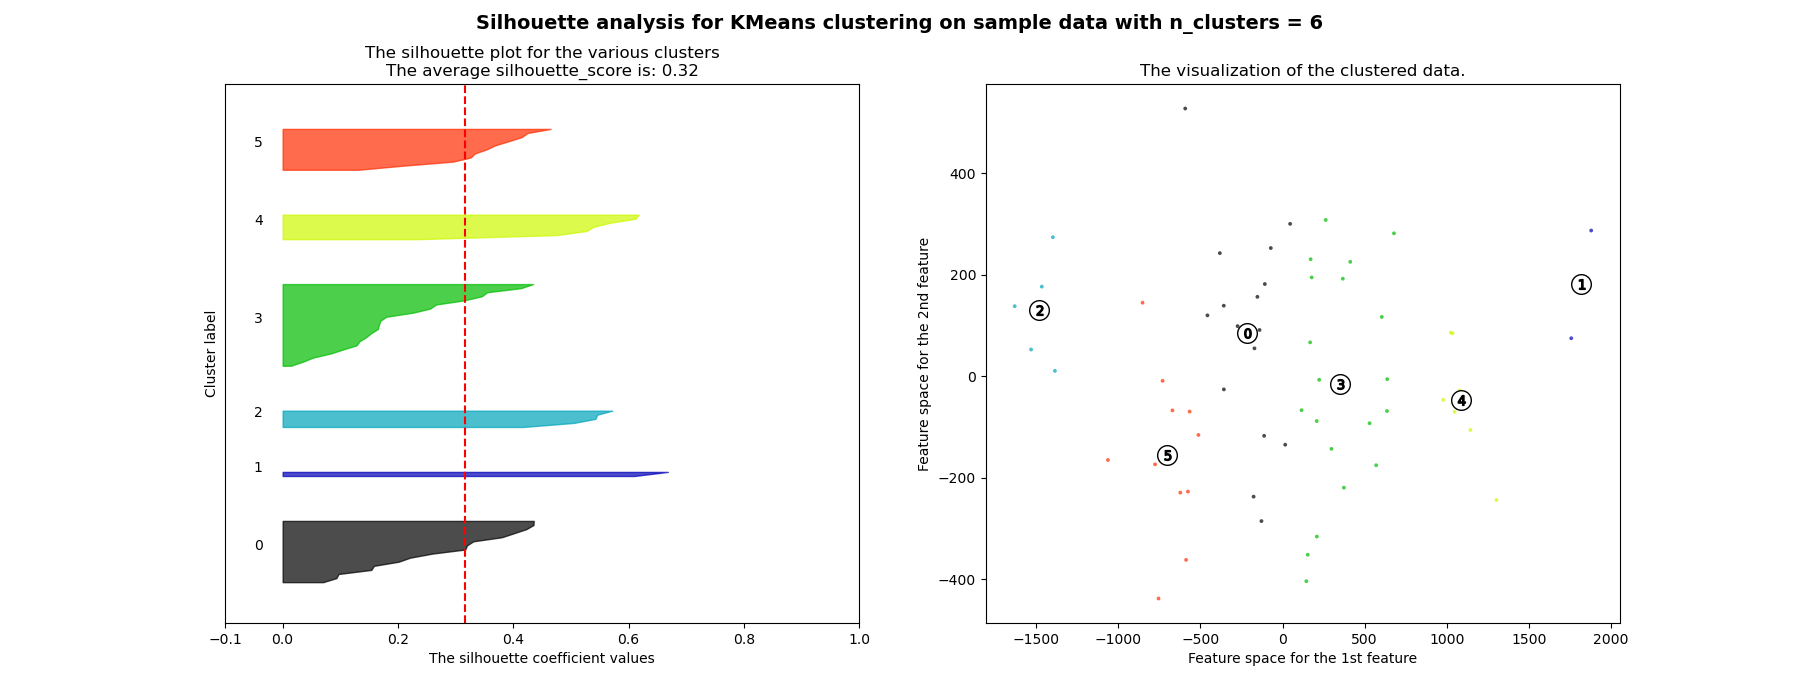 Silhouette analysis for KMeans clustering on sample data with n_clusters = 6
The silhouette plot for the various clusters
The average silhouette_score is: 0.32
Cluster label
5
4
3
2
1
0
−0.1 0.0 0.2 0.4 0.6 0.8 1.0
The silhouette coefficient values
The visualization of the clustered data.
Feature space for the 2nd feature
400
200
0
−200
−400
1
2
0
3
4
5
−1500 −1000 −500 0 500 1000 1500 2000
Feature space for the 1st feature